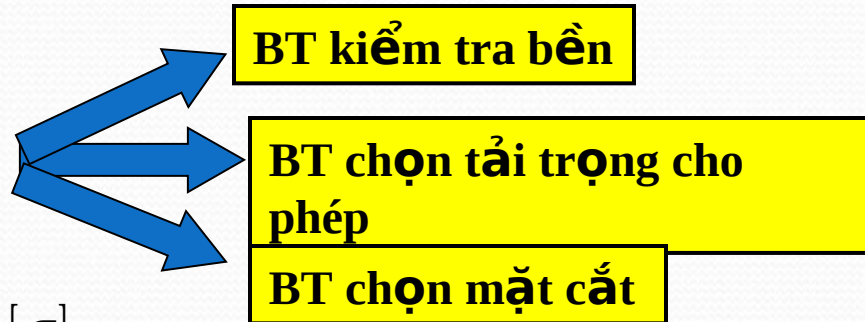 BT kiểm tra bền
BT chọn tải trọng cho
phép
BT chọn mặt cắt